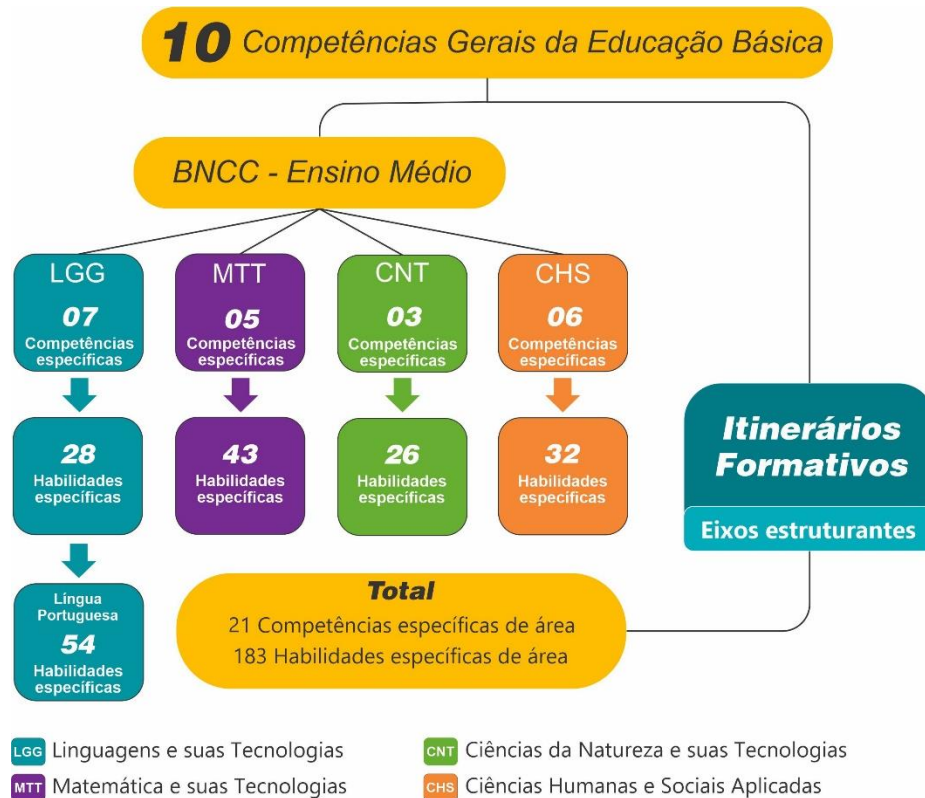 10 Competências Gerais da Educação Básica
BNCC - Ensino Médio
LGG
07
Competências
específicas
28
Habilidades
específicas
Língua
Portuguesa
54
Habilidades
específicas
MTT
05
Competências
específicas
43
Habilidades
específicas
CNT
03
Competências
específicas
26
Habilidades
específicas
CHS
06
Competências
específicas
32
Habilidades
específicas
Itinerários
Formativos
Eixos estruturantes
Total
21 Competências específicas de área
183 Habilidades específicas de área
LGG Linguagens e suas Tecnologias
MTT Matemática e suas Tecnologias
CNT Ciências da Natureza e suas Tecnologias
CHS Ciências Humanas e Sociais Aplicadas